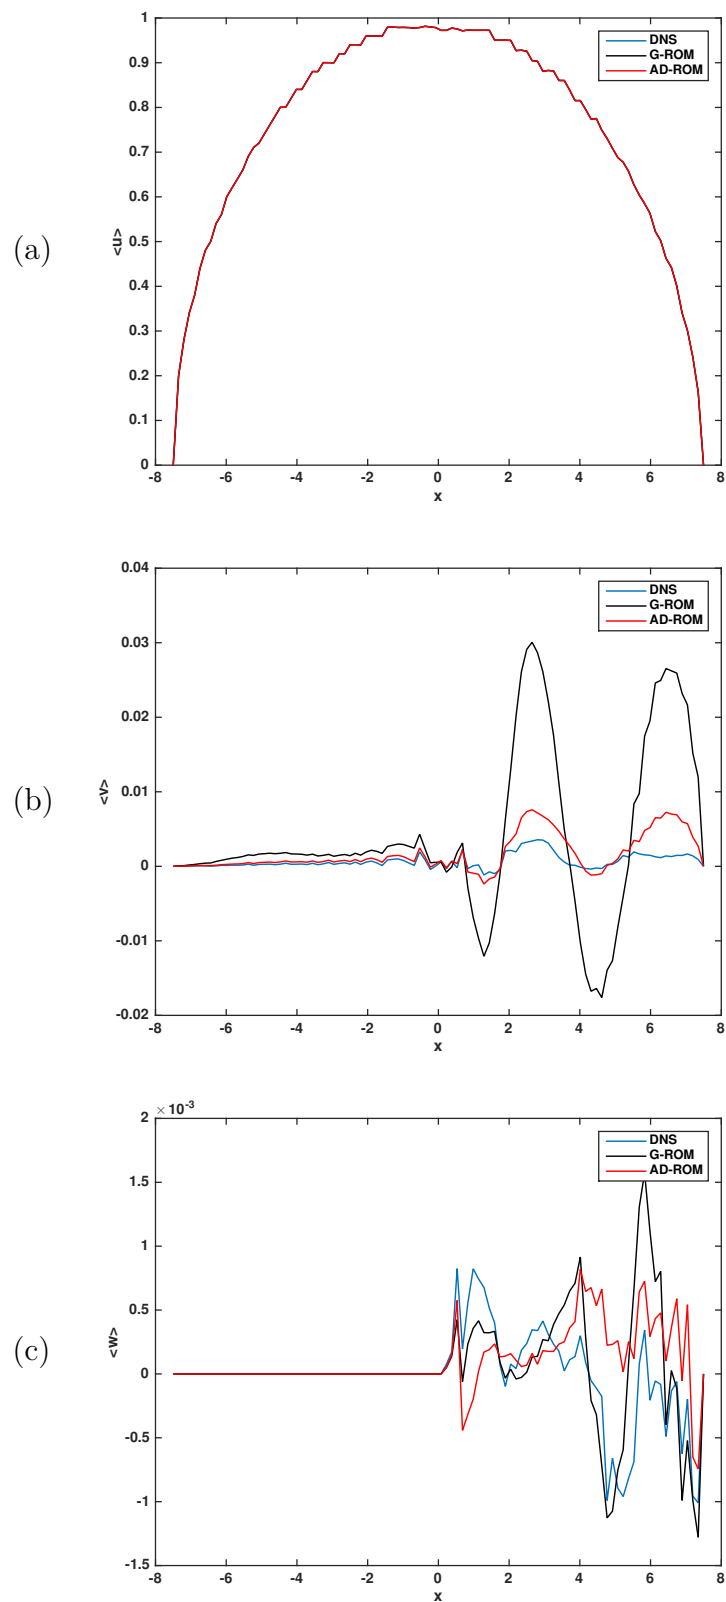 (a)
1
0.9
0.8
0.7
0.6
0.5
0.4
0.3
0.2
0.1
0
<u>
-8 -6 -4 -2 0 2 4 6 8
x
DNS
G-ROM
AD-ROM
(b)
0.04
0.03
0.02
0.01
0
-0.01
-0.02
<v>
-8 -6 -4 -2 0 2 4 6 8
x
DNS
G-ROM
AD-ROM
(c)
× 10-3
2
1.5
1
0.5
0
-0.5
-1
-1.5
<w>
-8 -6 -4 -2 0 2 4 6 8
x
DNS
G-ROM
AD-ROM